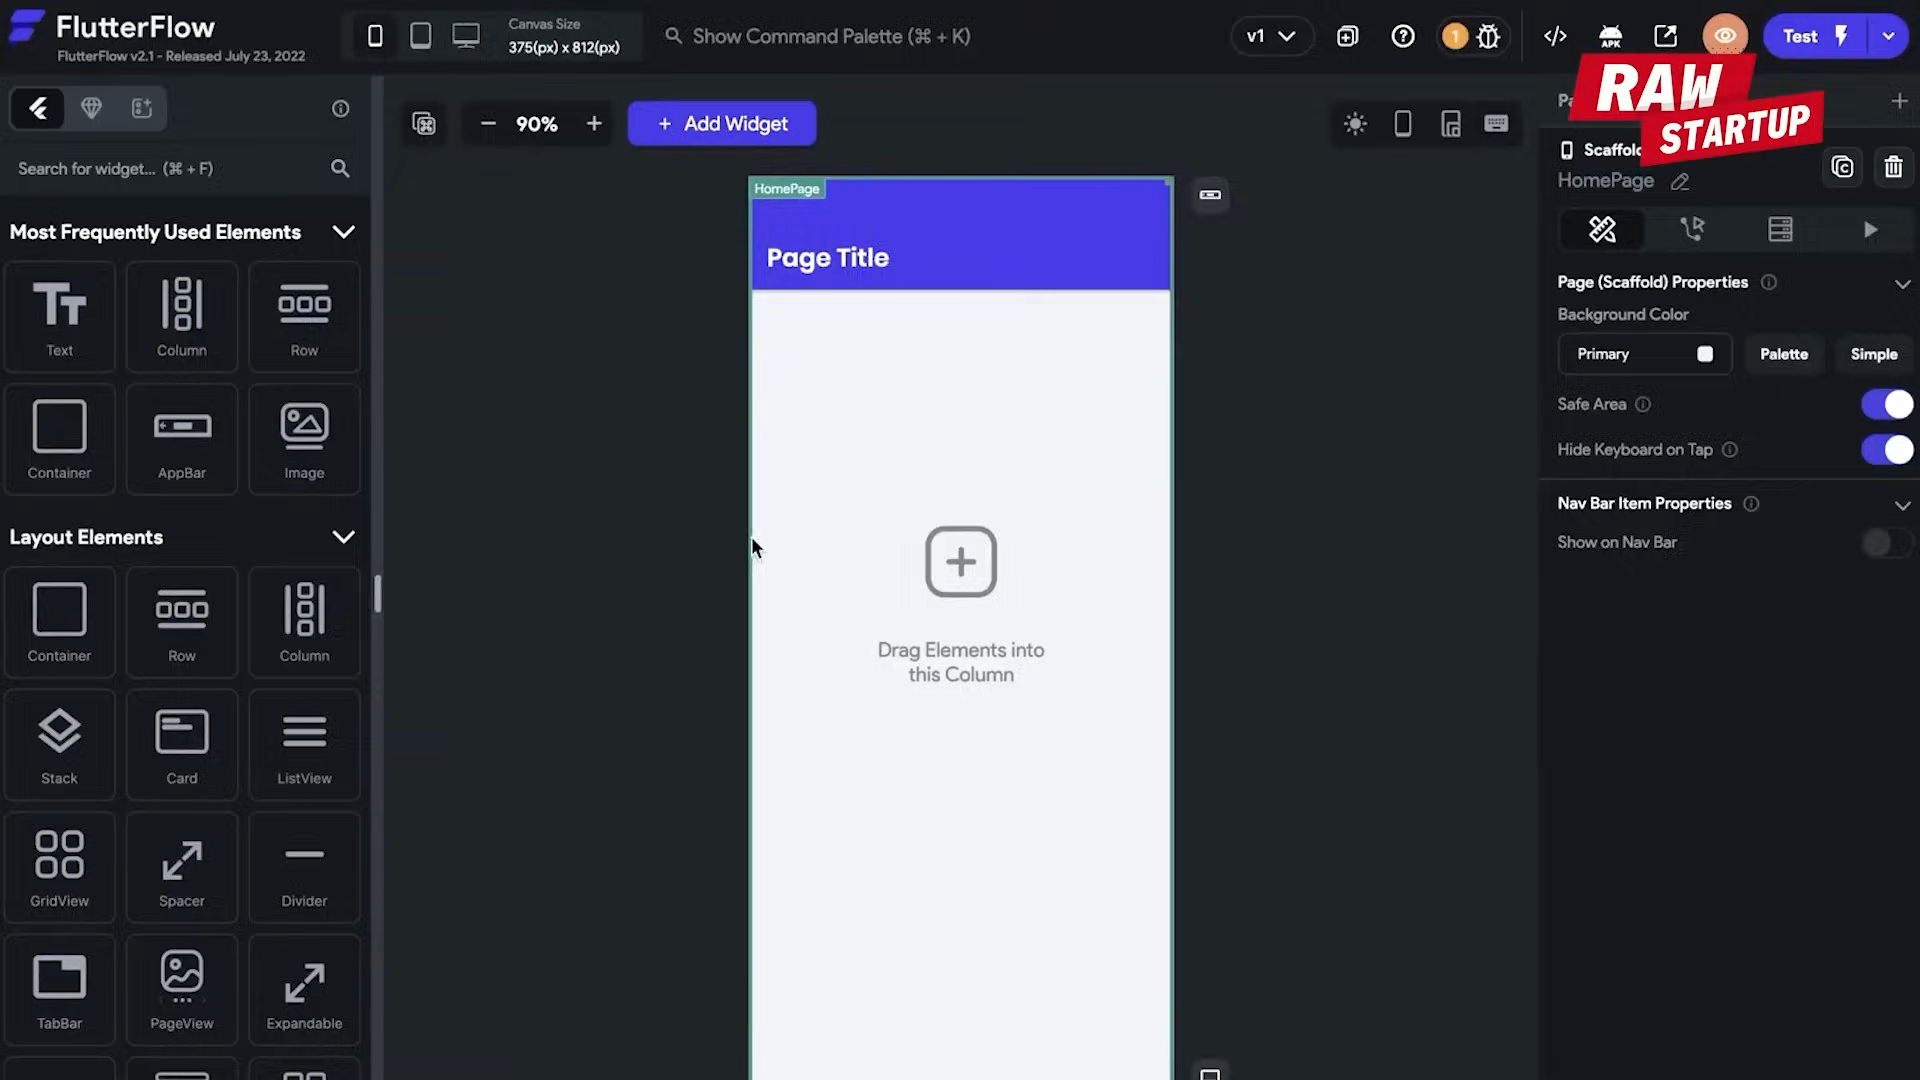 FlutterFlow
FlutterFlow v2.1 - Released July 23, 2022
Canvas Size
375(px) x 812(px)
Show Command Palette (⌘ + K)
v1
1
</>
APK
Test
RAW
STARTUP
90%
+ Add Widget
Search for widget... (⌘ + F)
Scaffold
HomePage
Most Frequently Used Elements
Text
Column
Row
Container
AppBar
Image
Layout Elements
Container
Row
Column
Stack
Card
ListView
GridView
Spacer
Divider
TabBar
PageView
Expandable
HomePage
Page Title
Drag Elements into
this Column
Page (Scaffold) Properties
Background Color
Primary
Palette
Simple
Safe Area
Hide Keyboard on Tap
Nav Bar Item Properties
Show on Nav Bar